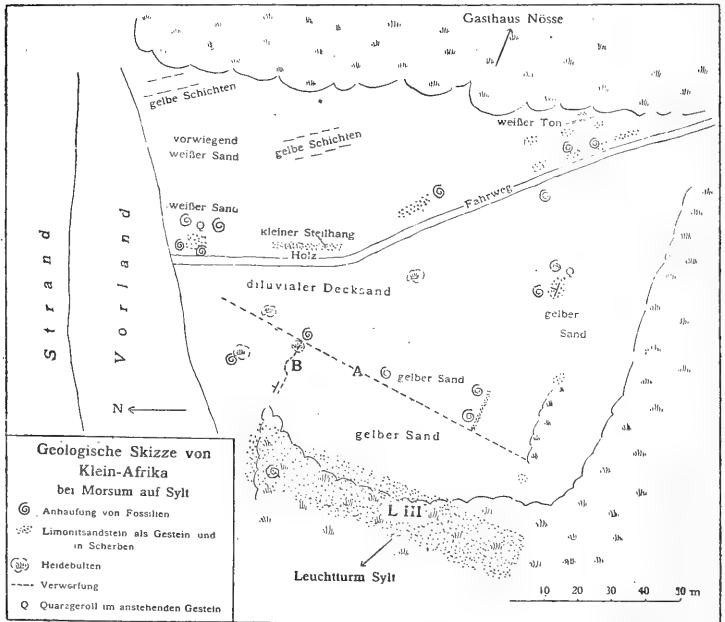 Gasthaus Nösse
gelbe Schichten
weißer Ton
vorwiegend
weißer Sand
gelbe Schichten
Fahrweg
weißer Sand
Q
Kleiner Steilhang
Holz
diluvialer Decksand
Q
gelber
Sand
Strand
Vorland
B
A
gelber Sand
N
gelber Sand
L III
Leuchtturm Sylt
Geologische Skizze von
Klein-Afrika
bei Morsum auf Sylt
Anhäufung von Fossilien
Limonitsandstein als Gestein und
in Scherben
Heidebulten
Verwerfung
Q Quarzgeröll im anstehenden Gestein
10 20 30 40 50 m